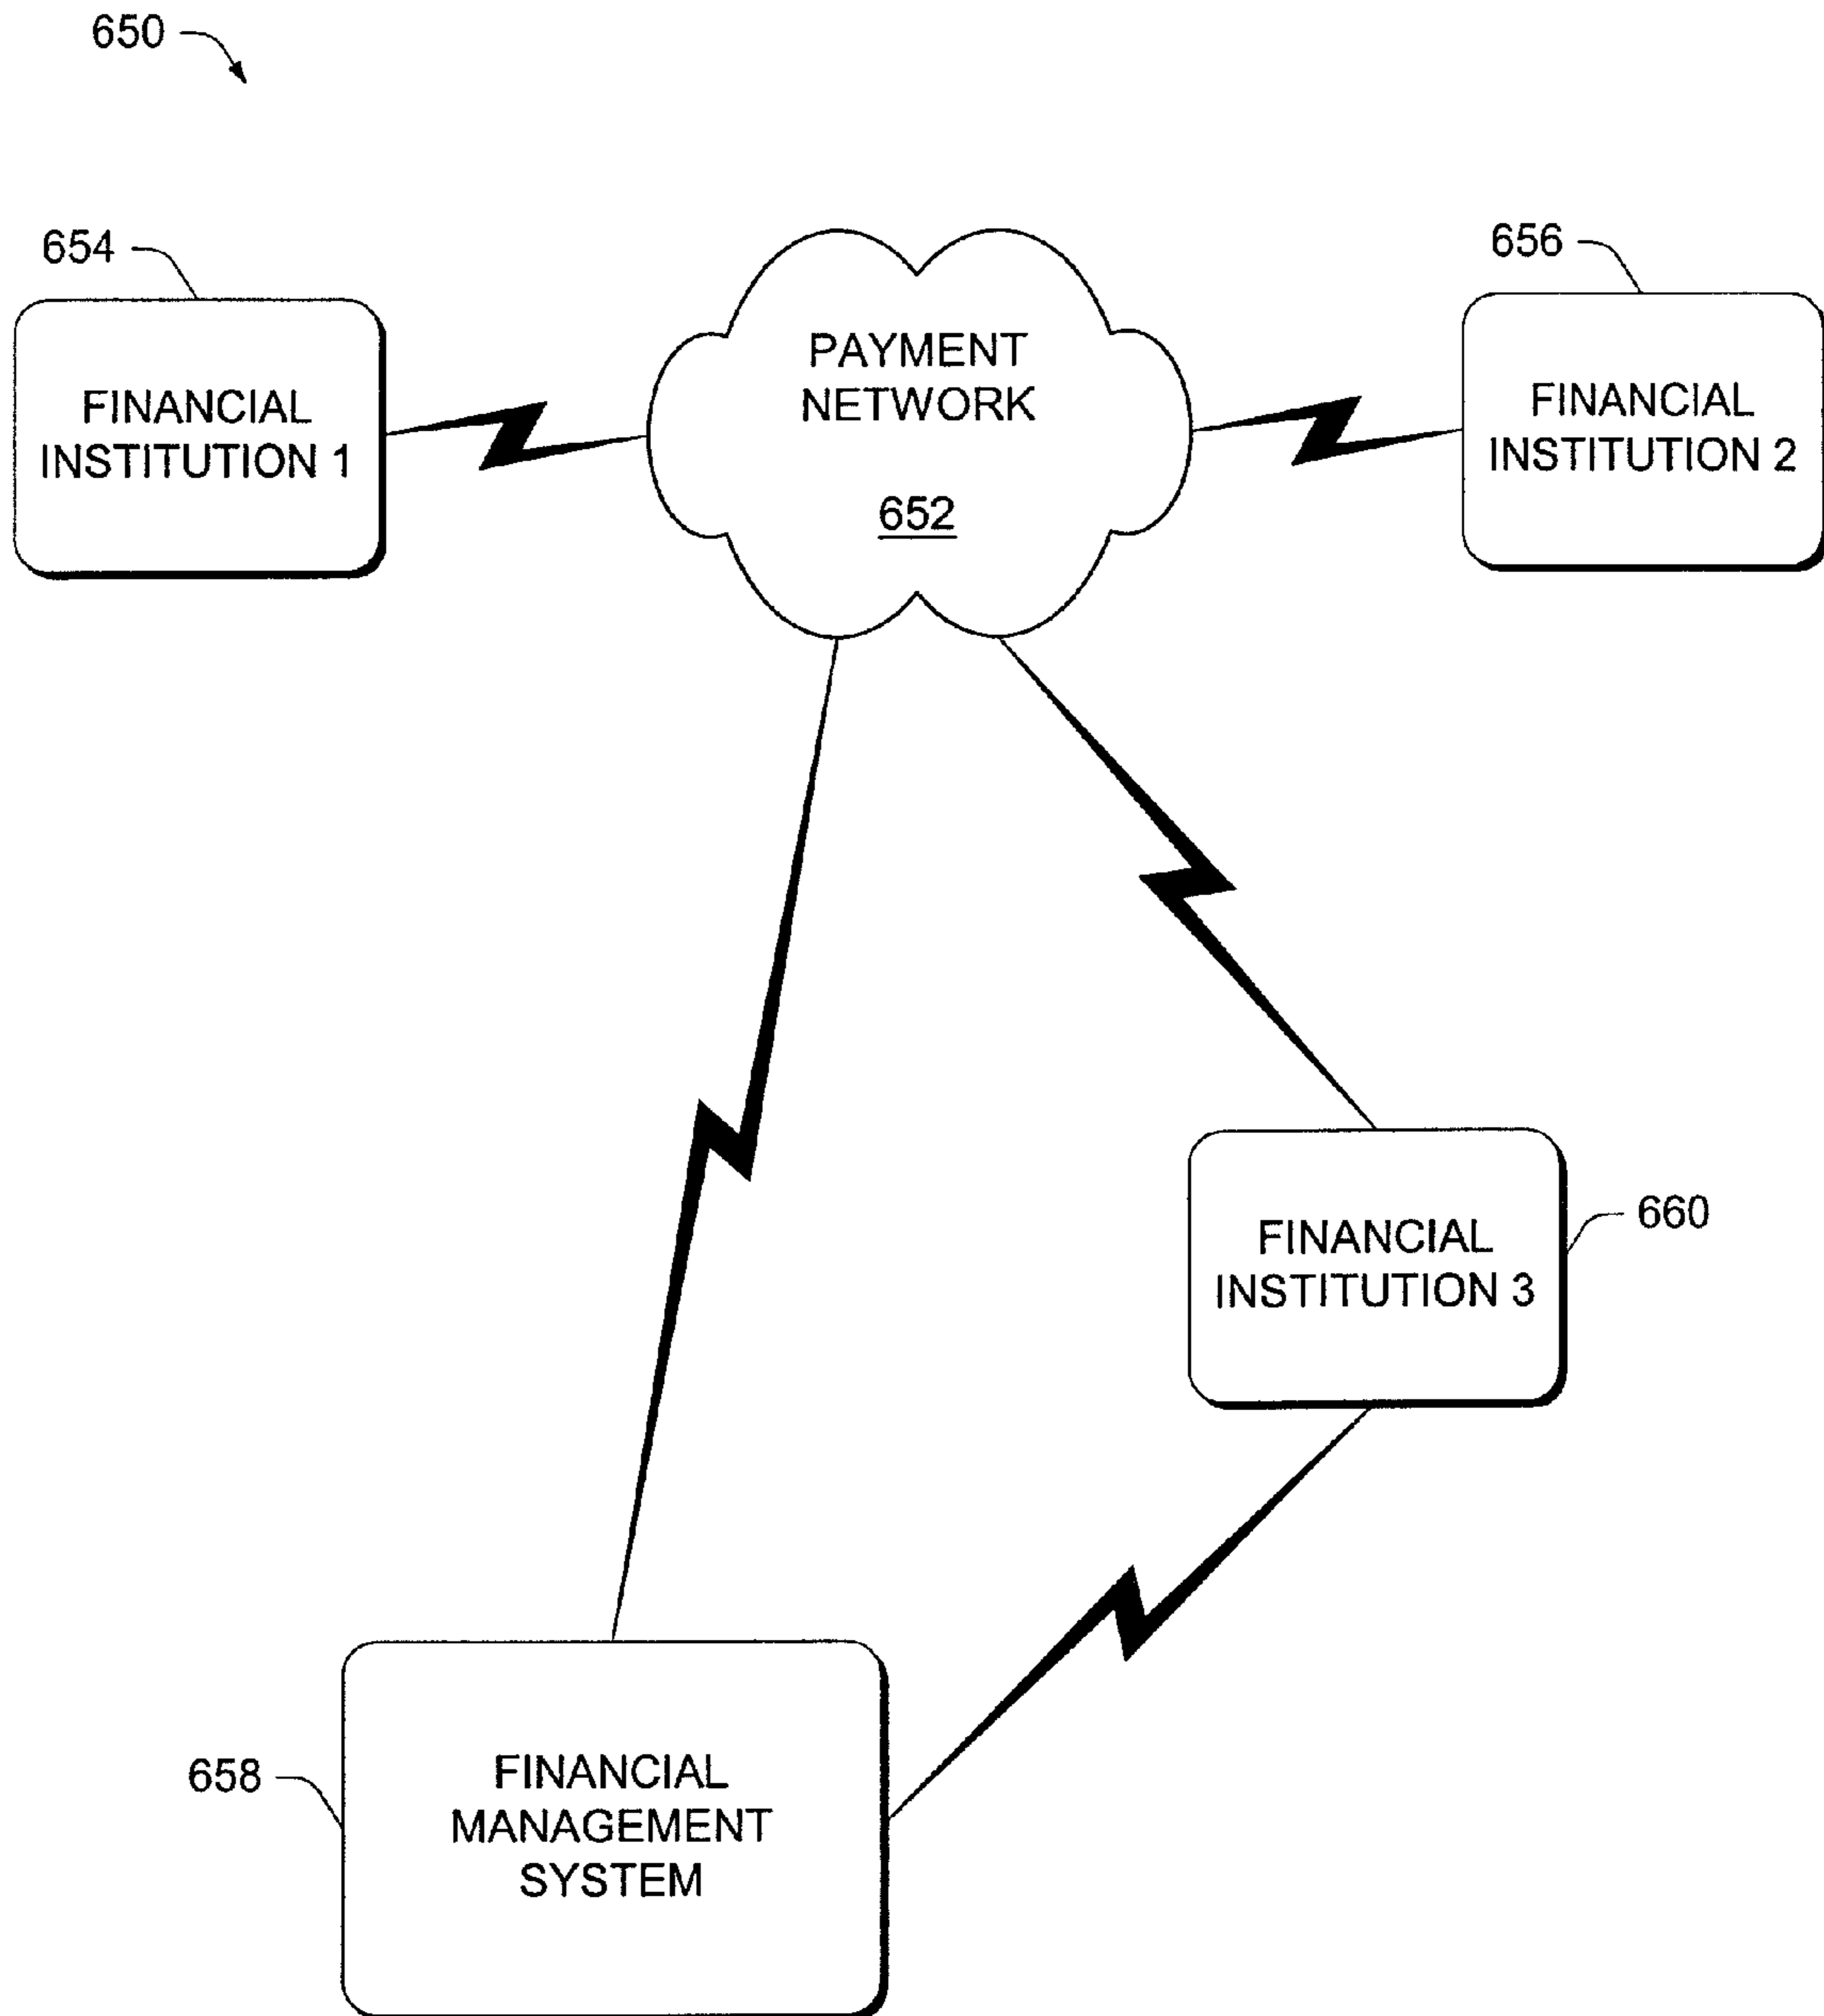 650
654
656
PAYMENT
NETWORK
652
FINANCIAL
INSTITUTION 1
FINANCIAL
INSTITUTION 2
FINANCIAL
INSTITUTION 3
660
658
FINANCIAL
MANAGEMENT
SYSTEM